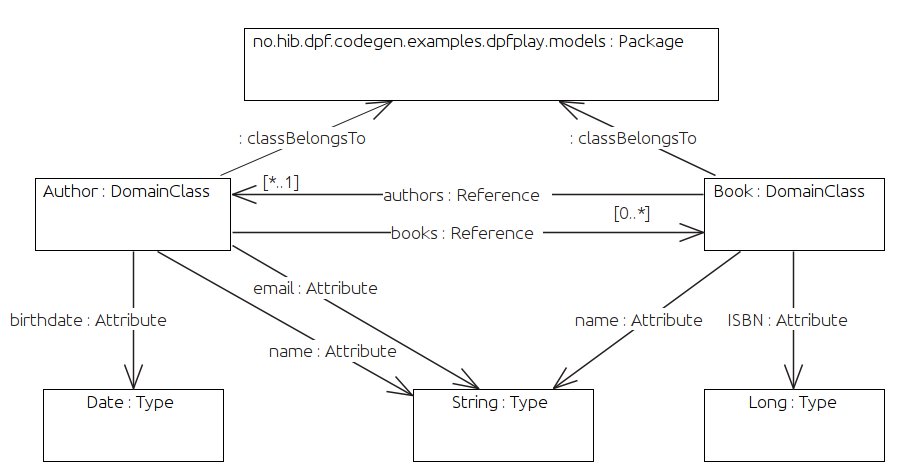 no.hib.dpf.codegen.examples.dpfplay.models : Package
: classBelongsTo
: classBelongsTo
Author : DomainClass
[*..1]
authors : Reference
Book : DomainClass
[0..*]
books : Reference
email : Attribute
birthdate : Attribute
name : Attribute
ISBN : Attribute
name : Attribute
Date : Type
String : Type
Long : Type